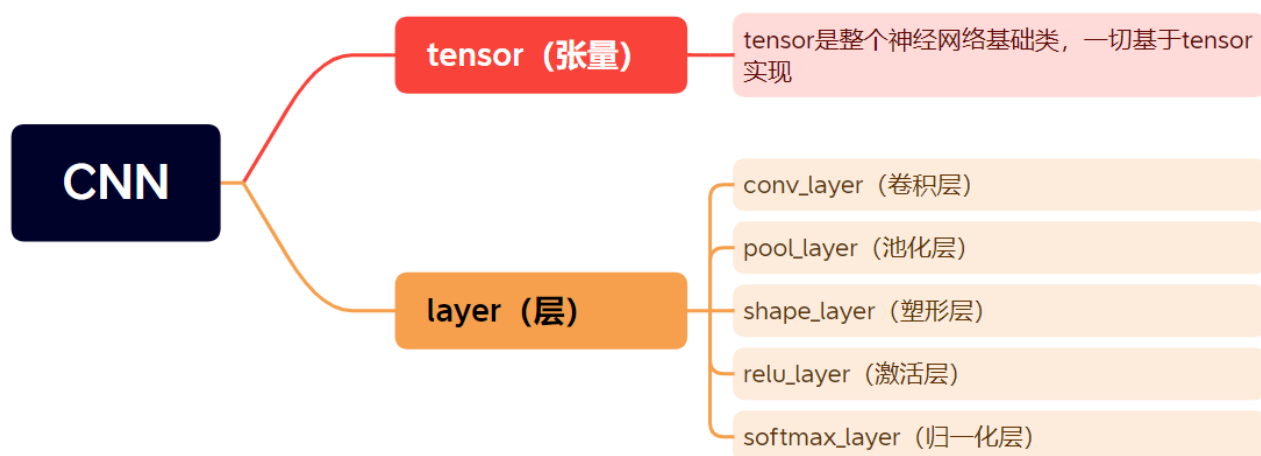 CNN
tensor（张量）
tensor是整个神经网络基础类，一切基于tensor
实现
layer（层）
conv_layer（卷积层）
pool_layer（池化层）
shape_layer（塑形层）
relu_layer（激活层）
softmax_layer（归一化层）